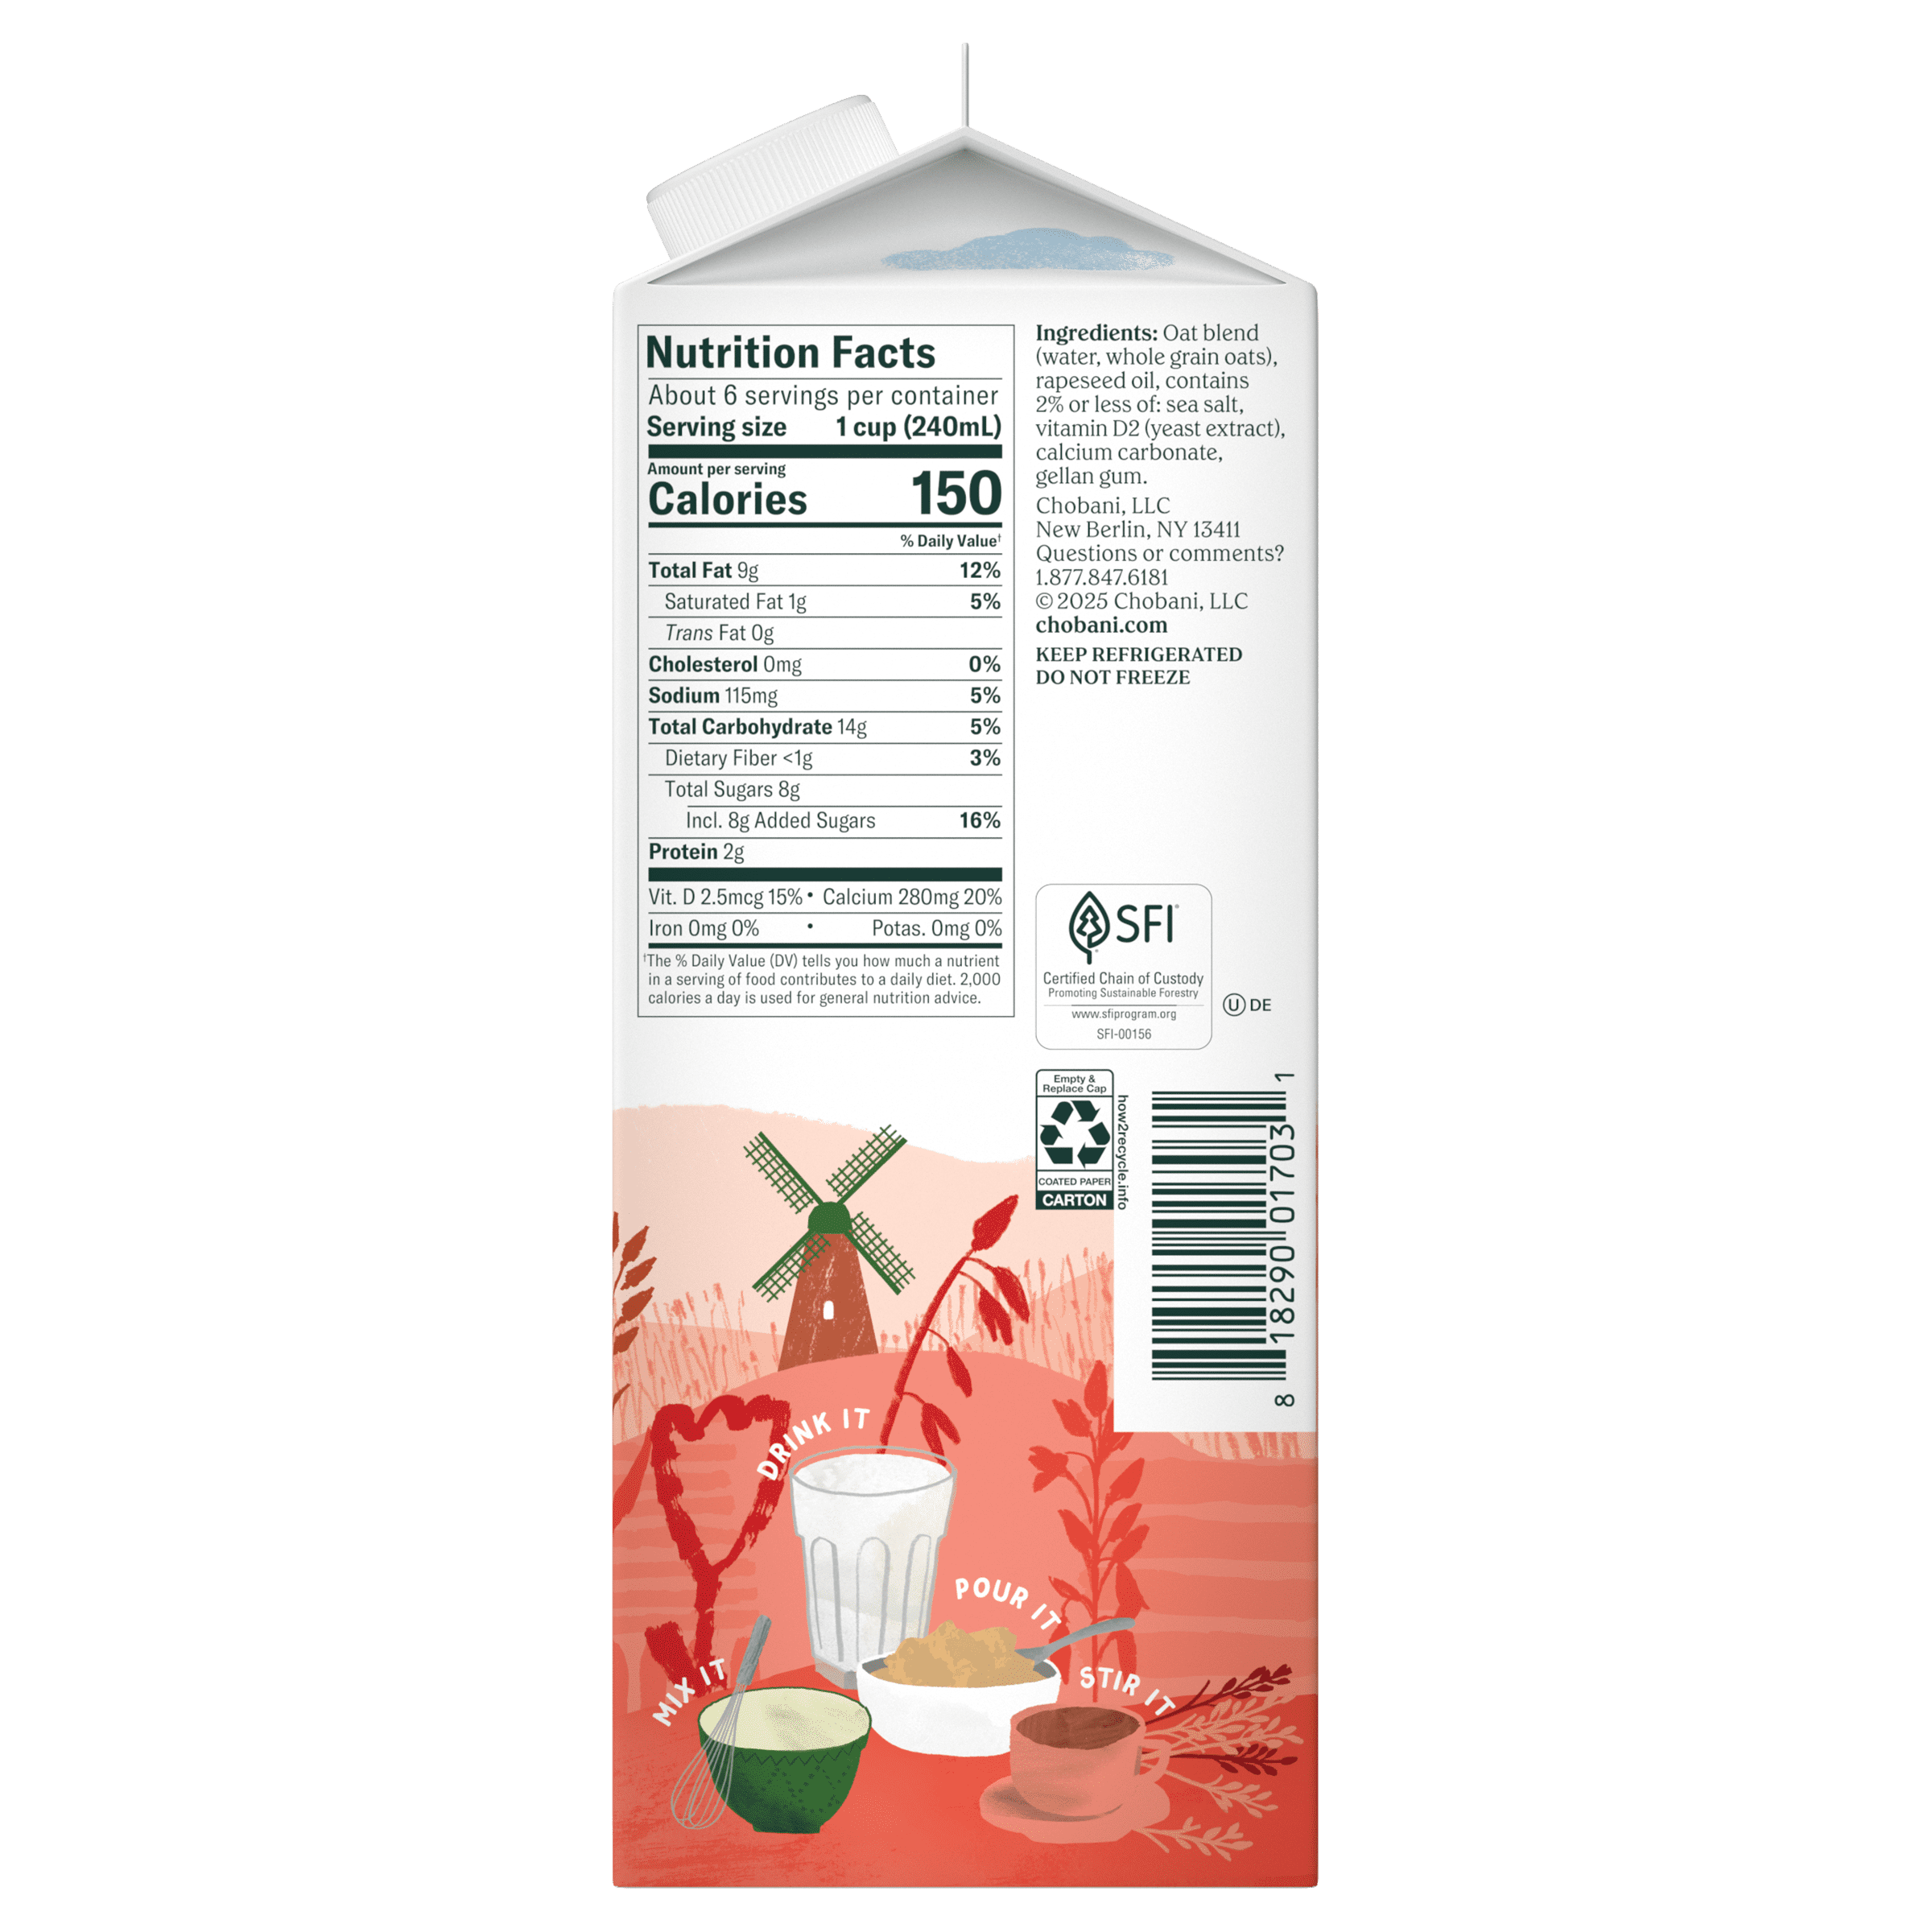 Nutrition Facts
About 6 servings per container
Serving size 1 cup (240mL)
Amount per serving
Calories 150
% Daily Value†
Total Fat 9g 12%
Saturated Fat 1g 5%
Trans Fat 0g
Cholesterol 0mg 0%
Sodium 115mg 5%
Total Carbohydrate 14g 5%
Dietary Fiber <1g 3%
Total Sugars 8g
Incl. 8g Added Sugars 16%
Protein 2g
Vit. D 2.5mcg 15% • Calcium 280mg 20%
Iron 0mg 0% • Potas. 0mg 0%
†The % Daily Value (DV) tells you how much a nutrient
in a serving of food contributes to a daily diet. 2,000
calories a day is used for general nutrition advice.
Ingredients: Oat blend
(water, whole grain oats),
rapeseed oil, contains
2% or less of: sea salt,
vitamin D2 (yeast extract),
calcium carbonate,
gellan gum.
Chobani, LLC
New Berlin, NY 13411
Questions or comments?
1.877.847.6181
© 2025 Chobani, LLC
chobani.com
KEEP REFRIGERATED
DO NOT FREEZE
SFI®
Certified Chain of Custody
Promoting Sustainable Forestry
www.sfiprogram.org
SFI-00156
U DE
Empty &
Replace Cap
COATED PAPER
CARTON
how2recycle.info
8 18290 01703 1
DRINK IT
POUR IT
MIX IT
STIR IT